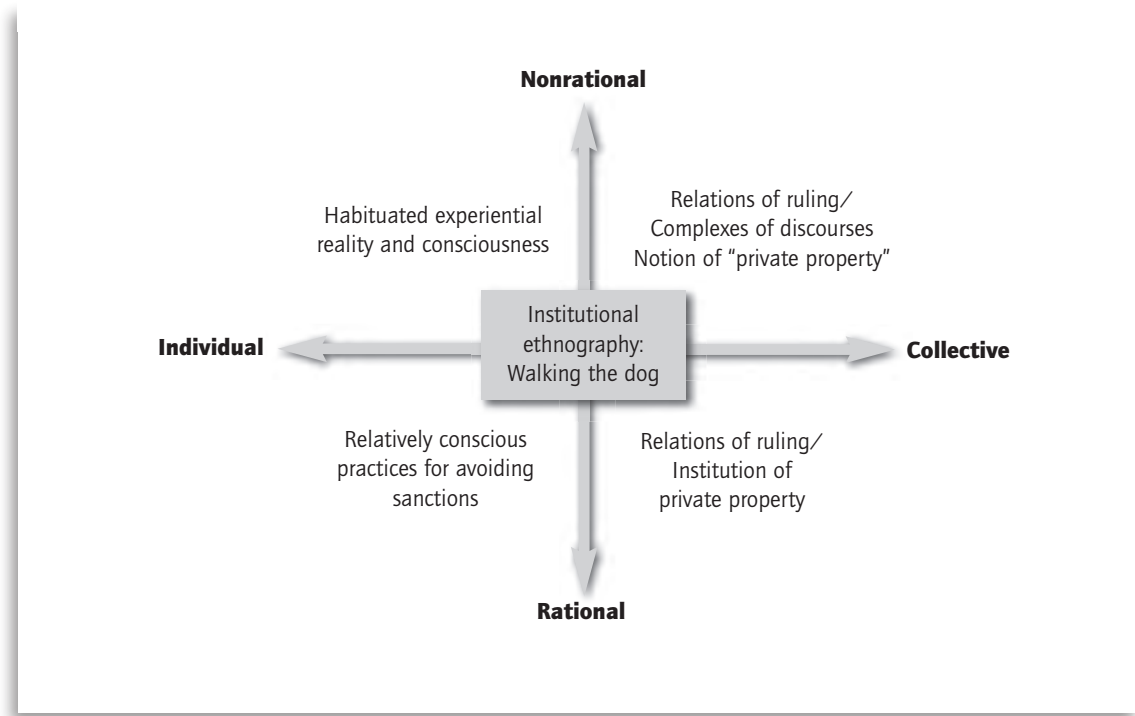 Nonrational
Habituated experiential
reality and consciousness
Relations of ruling/
Complexes of discourses
Notion of “private property”
Individual
Institutional
ethnography:
Walking the dog
Collective
Relatively conscious
practices for avoiding
sanctions
Relations of ruling/
Institution of
private property
Rational